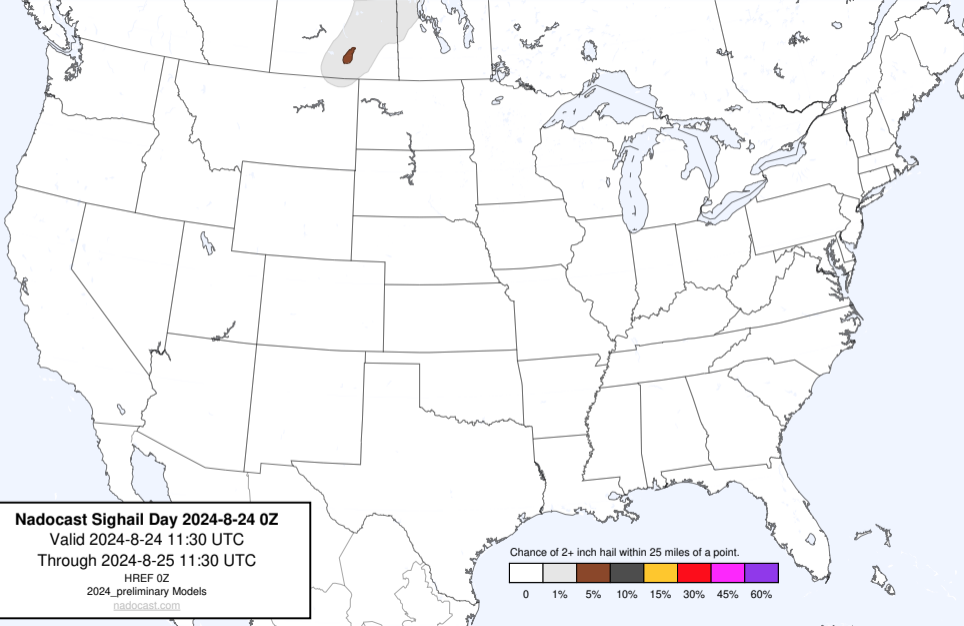 Nadocast Sighail Day 2024-8-24 0Z
Valid 2024-8-24 11:30 UTC
Through 2024-8-25 11:30 UTC
HREF 0Z
2024_preliminary Models
nadocast.com
Chance of 2+ inch hail within 25 miles of a point.
0 1% 5% 10% 15% 30% 45% 60%